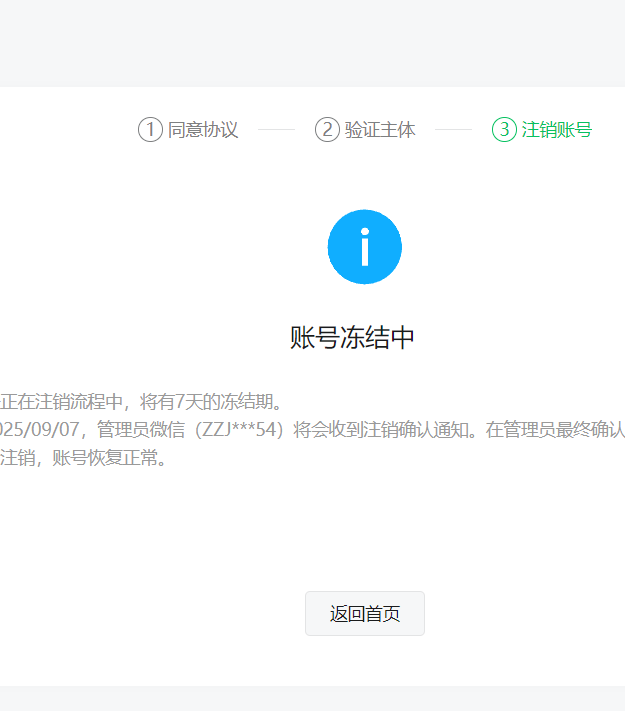 1 同意协议 2 验证主体 3 注销账号
账号冻结中
正在注销流程中，将有7天的冻结期。
025/09/07，管理员微信（ZZJ***54）将会收到注销确认通知。在管理员最终确认
注销，账号恢复正常。
返回首页